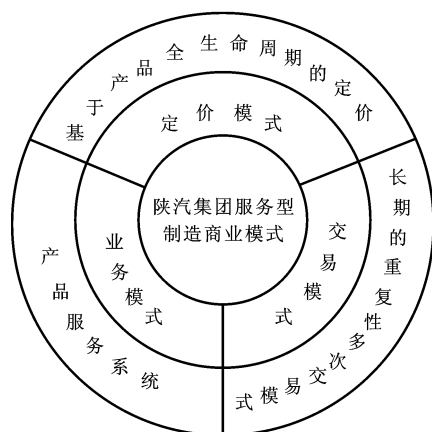 基于产品全生命周期的定价
定价模式
陕汽集团服务型
制造商业模式
业务模式
交易模式
产品服务系统
长期的重复性多次交易模式